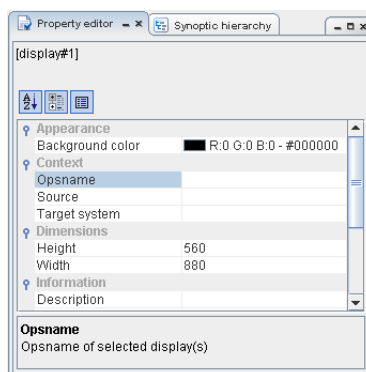 Property editor
Synoptic hierarchy
[display#1]
Appearance
Background color R:0 G:0 B:0 - #000000
Context
Opsname
Source
Target system
Dimensions
Height 560
Width 880
Information
Description
Opsname
Opsname of selected display(s)